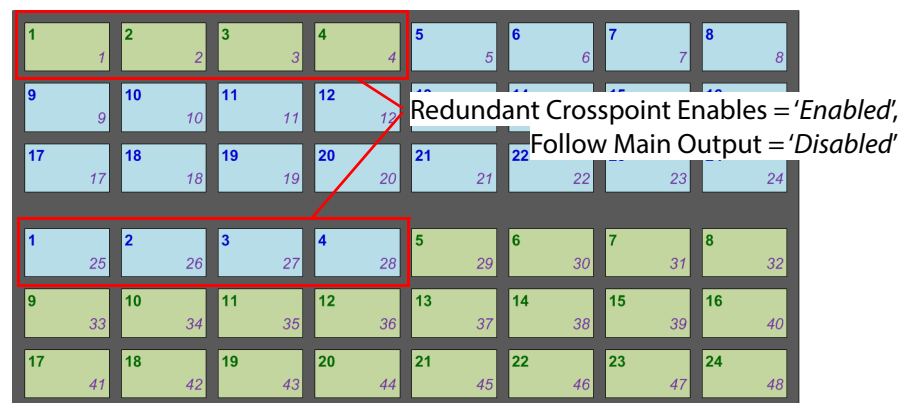 1 2 3 4 5 6 7 8
1 2 3 4 5 6 7 8
9 10 11 12
9 10 11 12
Redundant Crosspoint Enables = ‘Enabled’,
Follow Main Output = ‘Disabled’
17 18 19 20 21 22
17 18 19 20 21 22 23 24
1 2 3 4 5 6 7 8
25 26 27 28 29 30 31 32
9 10 11 12 13 14 15 16
33 34 35 36 37 38 39 40
17 18 19 20 21 22 23 24
41 42 43 44 45 46 47 48